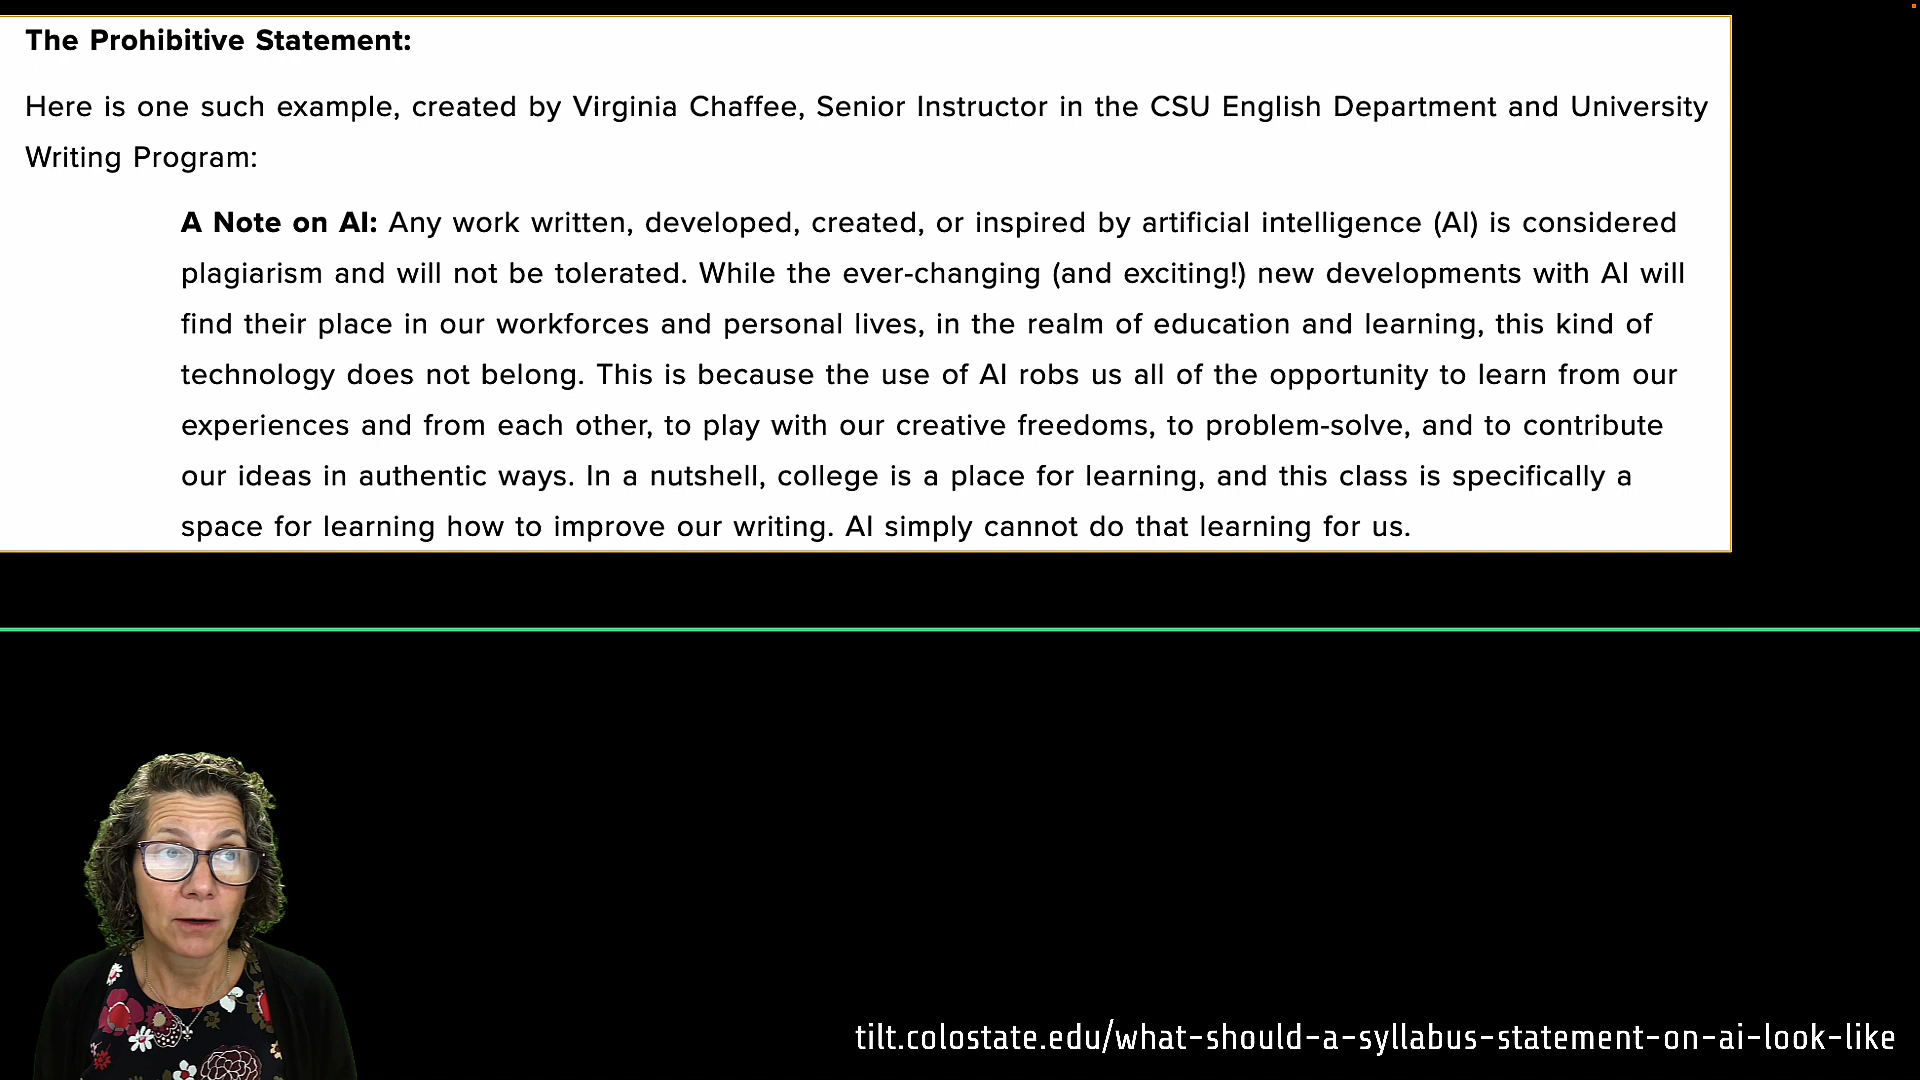 The Prohibitive Statement:
Here is one such example, created by Virginia Chaffee, Senior Instructor in the CSU English Department and University
Writing Program:
A Note on AI: Any work written, developed, created, or inspired by artificial intelligence (AI) is considered
plagiarism and will not be tolerated. While the ever-changing (and exciting!) new developments with AI will
find their place in our workforces and personal lives, in the realm of education and learning, this kind of
technology does not belong. This is because the use of AI robs us all of the opportunity to learn from our
experiences and from each other, to play with our creative freedoms, to problem-solve, and to contribute
our ideas in authentic ways. In a nutshell, college is a place for learning, and this class is specifically a
space for learning how to improve our writing. AI simply cannot do that learning for us.
tilt.colostate.edu/what-should-a-syllabus-statement-on-ai-look-like